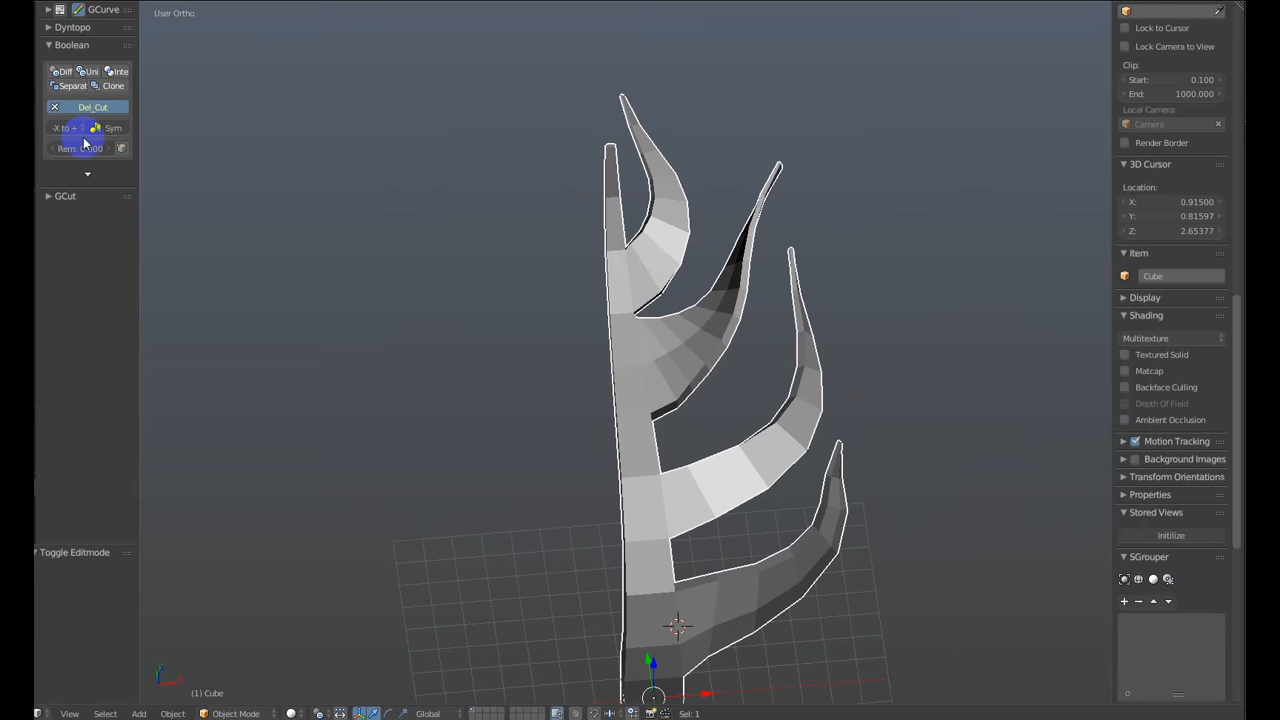 GCurve
Dyntopo
Boolean
Diff Uni Inte
Separat Clone
Del_Cut
-X to + Sym
Rem: 0.000
GCut
Toggle Editmode
User Ortho
(1) Cube
View Select Add Object Object Mode Global Sel: 1
Lock to Cursor
Lock Camera to View
Clip:
Start: 0.100
End: 1000.000
Local Camera:
Camera
Render Border
3D Cursor
Location:
X: 0.91500
Y: 0.81597
Z: 2.65377
Item
Cube
Display
Shading
Multitexture
Textured Solid
Matcap
Backface Culling
Depth Of Field
Ambient Occlusion
Motion Tracking
Background Images
Transform Orientations
Properties
Stored Views
Initilize
SGrouper